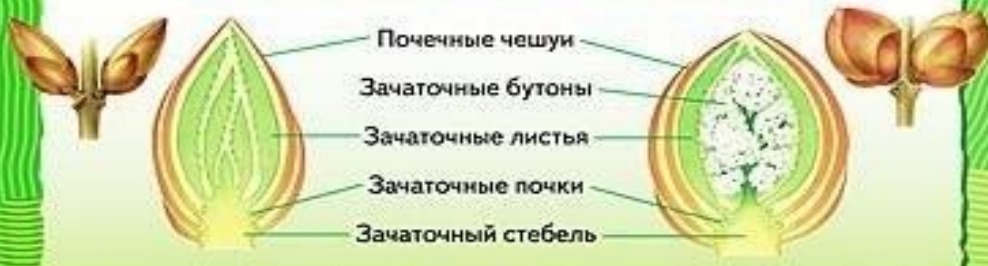 Почечные чешуи
Зачаточные бутоны
Зачаточные листья
Зачаточные почки
Зачаточный стебель